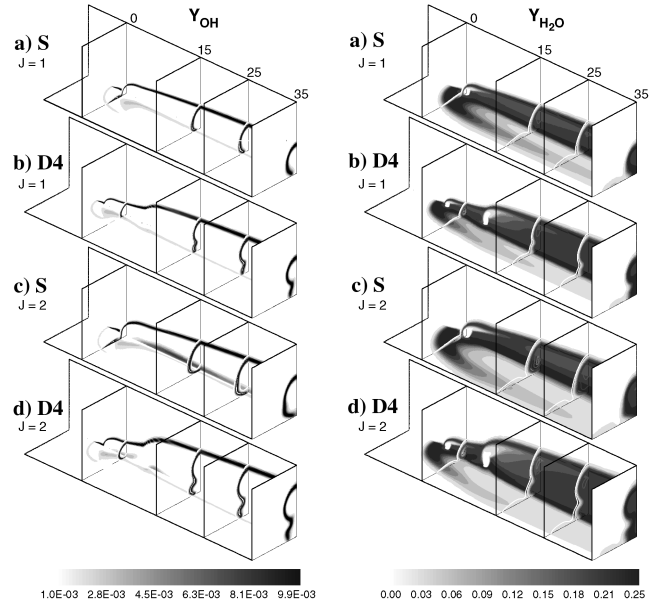 Y_OH
0
15
25
35
a) S
J = 1
b) D4
J = 1
c) S
J = 2
d) D4
J = 2
1.0E-03 2.8E-03 4.5E-03 6.3E-03 8.1E-03 9.9E-03
Y_H₂O
0
15
25
35
a) S
J = 1
b) D4
J = 1
c) S
J = 2
d) D4
J = 2
0.00 0.03 0.06 0.09 0.12 0.15 0.18 0.21 0.25